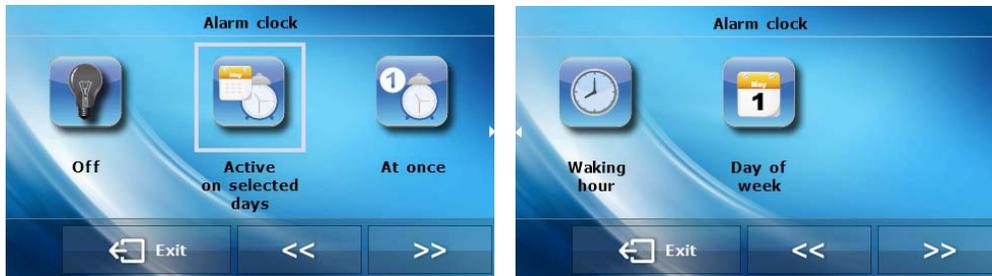 Alarm clock
May
1
Off
Active
on selected
days
At once
Exit
<<
>>
Alarm clock
May
1
Waking
hour
Day of
week
Exit
<<
>>